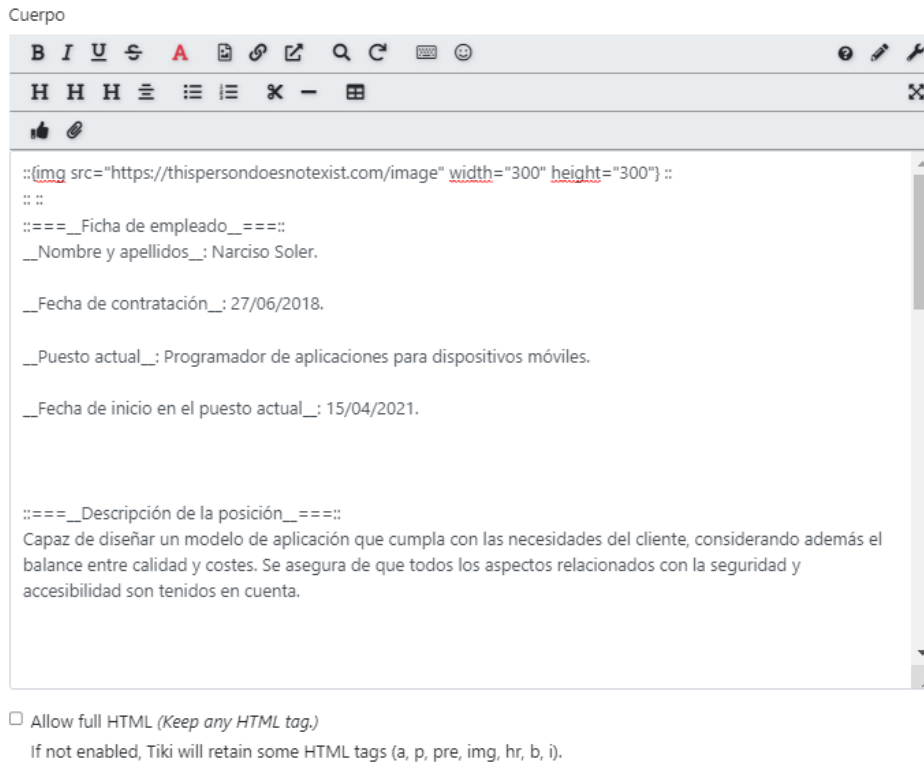 Cuerpo
B I U S A
H H H
::{img src="https://thispersondoesnotexist.com/image" width="300" height="300"} ::
:: ::
::===__Ficha de empleado__===::
__Nombre y apellidos__: Narciso Soler.
__Fecha de contratación__: 27/06/2018.
__Puesto actual__: Programador de aplicaciones para dispositivos móviles.
__Fecha de inicio en el puesto actual__: 15/04/2021.
::===__Descripción de la posición__===::
Capaz de diseñar un modelo de aplicación que cumpla con las necesidades del cliente, considerando además el
balance entre calidad y costes. Se asegura de que todos los aspectos relacionados con la seguridad y
accesibilidad son tenidos en cuenta.
Allow full HTML (Keep any HTML tag.)
If not enabled, Tiki will retain some HTML tags (a, p, pre, img, hr, b, i).